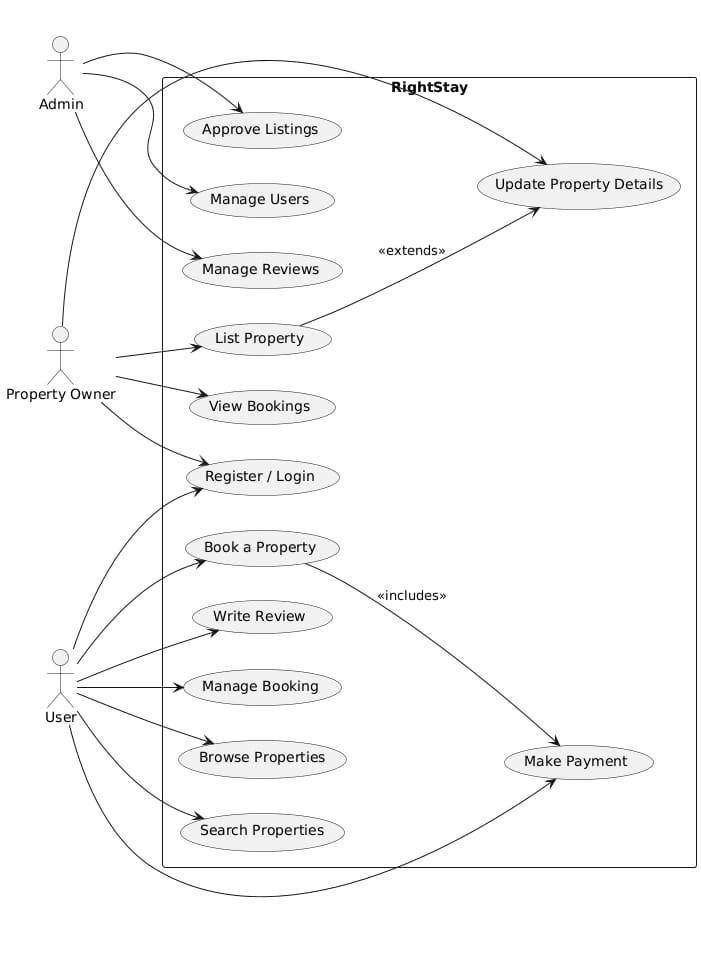 RightStay
Admin
Approve Listings
Update Property Details
Manage Users
«extends»
Manage Reviews
List Property
Property Owner
View Bookings
Register / Login
Book a Property
«includes»
Write Review
Manage Booking
User
Browse Properties
Make Payment
Search Properties